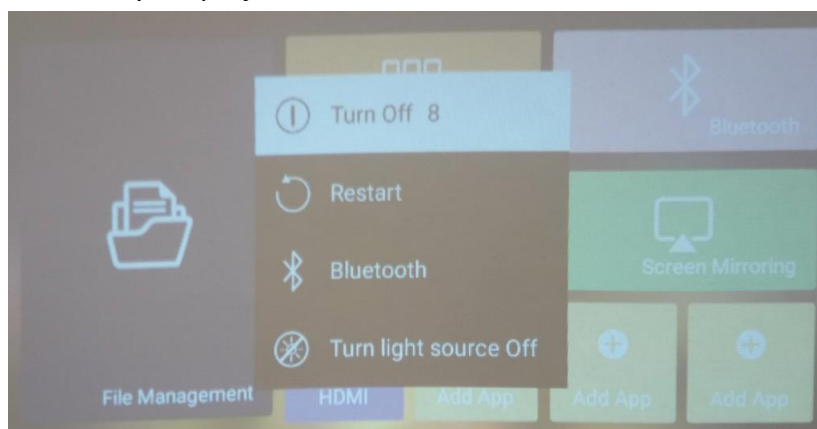 Turn Off 8
Bluetooth
Restart
Bluetooth
Screen Mirroring
Turn light source Off
File Management
HDMI
Add App
Add App
Add App